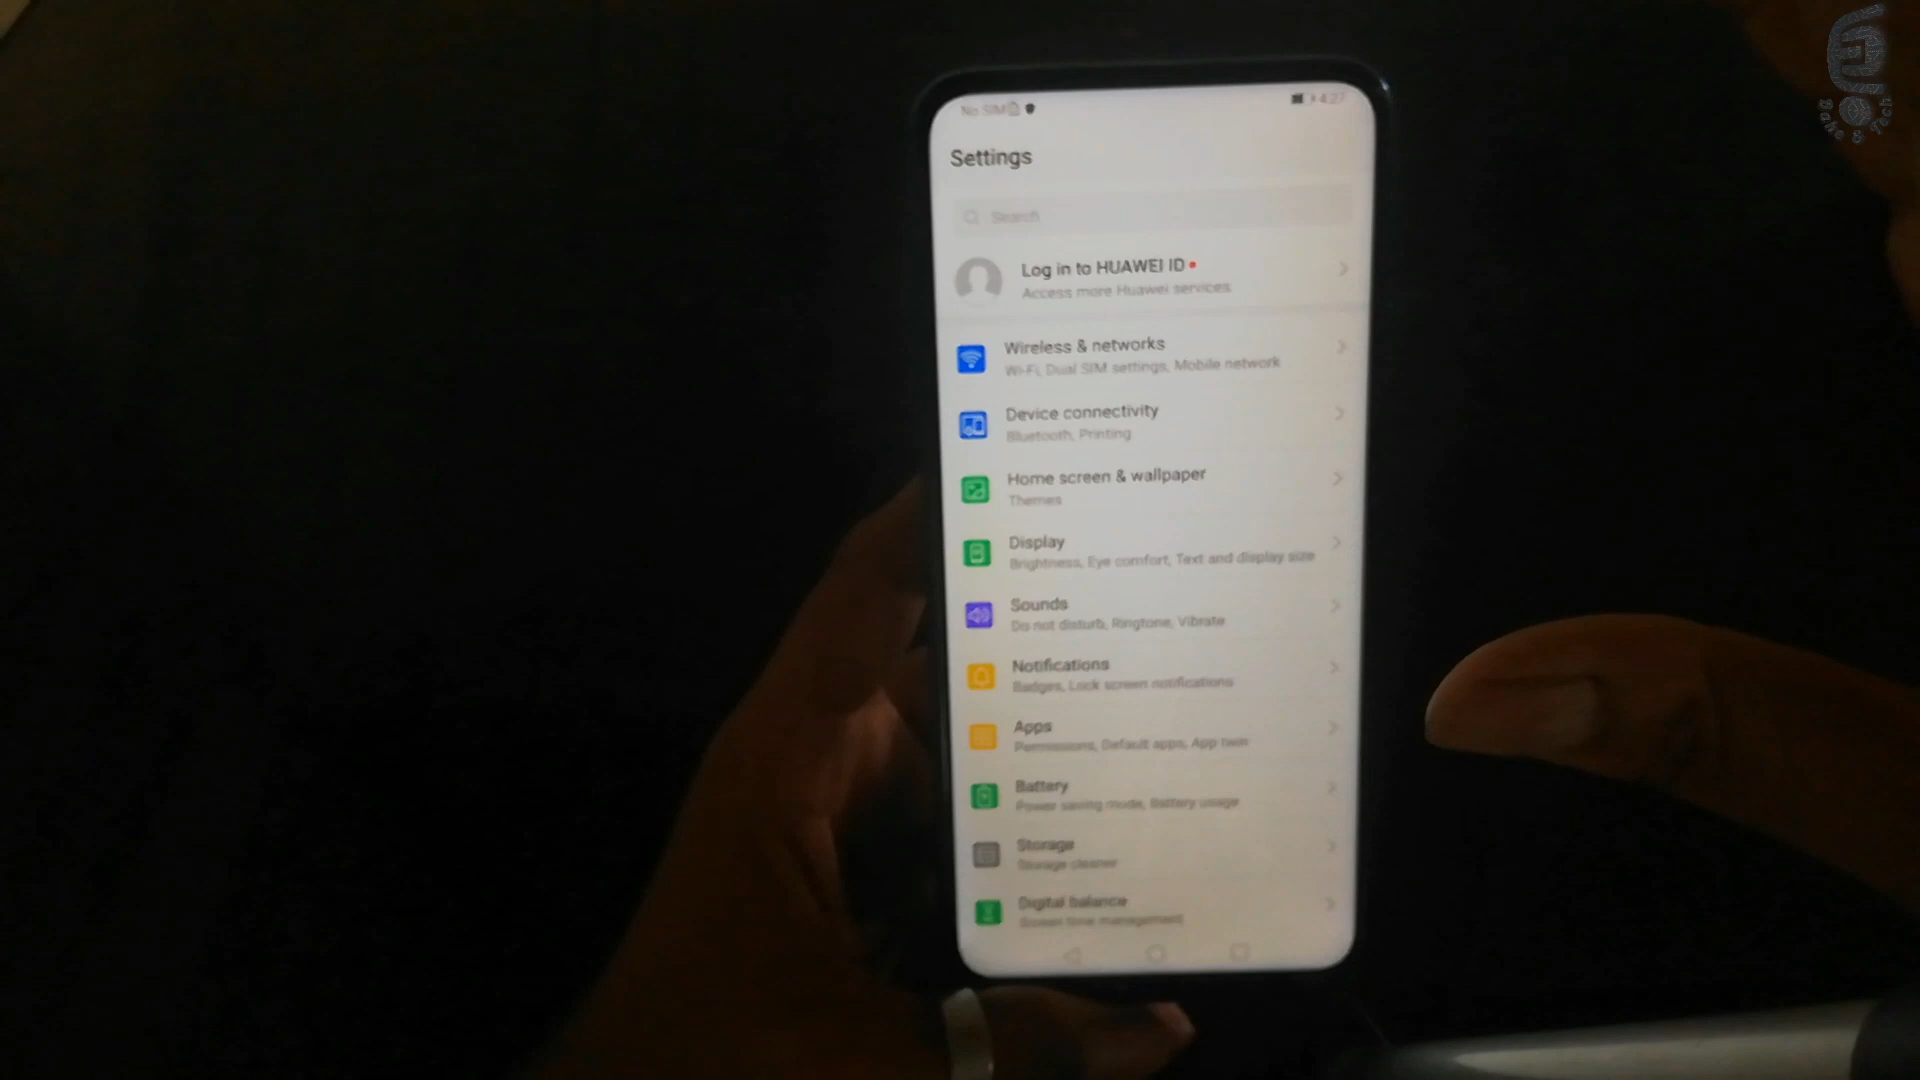 No SIM
4:27
Settings
Search
Log in to HUAWEI ID
Access more Huawei services
Wireless & networks
Wi-Fi, Dual SIM settings, Mobile network
Device connectivity
Bluetooth, Printing
Home screen & wallpaper
Themes
Display
Brightness, Eye comfort, Text and display size
Sounds
Do not disturb, Ringtone, Vibrate
Notifications
Badges, Lock screen notifications
Apps
Permissions, Default apps, App twin
Battery
Power saving mode, Battery usage
Storage
Storage cleaner
Digital balance
Screen time management